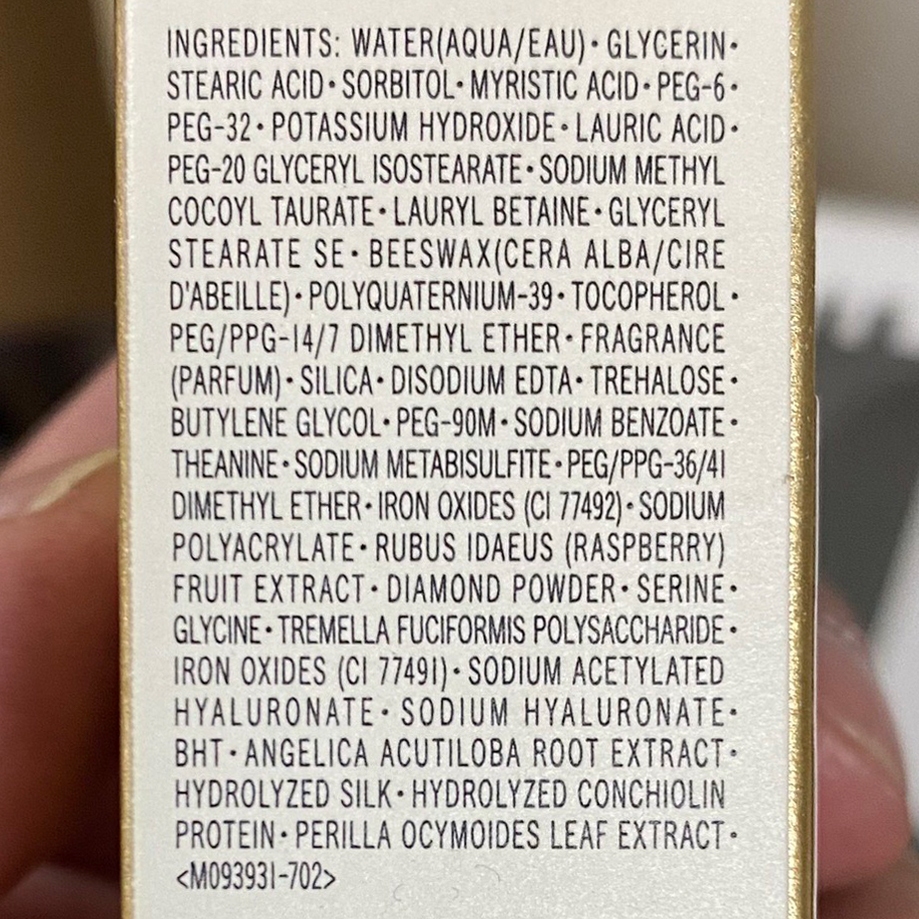 INGREDIENTS: WATER(AQUA/EAU)・GLYCERIN・
STEARIC ACID・SORBITOL・MYRISTIC ACID・PEG-6・
PEG-32・POTASSIUM HYDROXIDE・LAURIC ACID・
PEG-20 GLYCERYL ISOSTEARATE・SODIUM METHYL
COCOYL TAURATE・LAURYL BETAINE・GLYCERYL
STEARATE SE・BEESWAX(CERA ALBA/CIRE
D'ABEILLE)・POLYQUATERNIUM-39・TOCOPHEROL・
PEG/PPG-14/7 DIMETHYL ETHER・FRAGRANCE
(PARFUM)・SILICA・DISODIUM EDTA・TREHALOSE・
BUTYLENE GLYCOL・PEG-90M・SODIUM BENZOATE・
THEANINE・SODIUM METABISULFITE・PEG/PPG-36/41
DIMETHYL ETHER・IRON OXIDES (CI 77492)・SODIUM
POLYACRYLATE・RUBUS IDAEUS (RASPBERRY)
FRUIT EXTRACT・DIAMOND POWDER・SERINE・
GLYCINE・TREMELLA FUCIFORMIS POLYSACCHARIDE・
IRON OXIDES (CI 77491)・SODIUM ACETYLATED
HYALURONATE・SODIUM HYALURONATE・
BHT・ANGELICA ACUTILOBA ROOT EXTRACT・
HYDROLYZED SILK・HYDROLYZED CONCHIOLIN
PROTEIN・PERILLA OCYMOIDES LEAF EXTRACT・
<M093931-702>